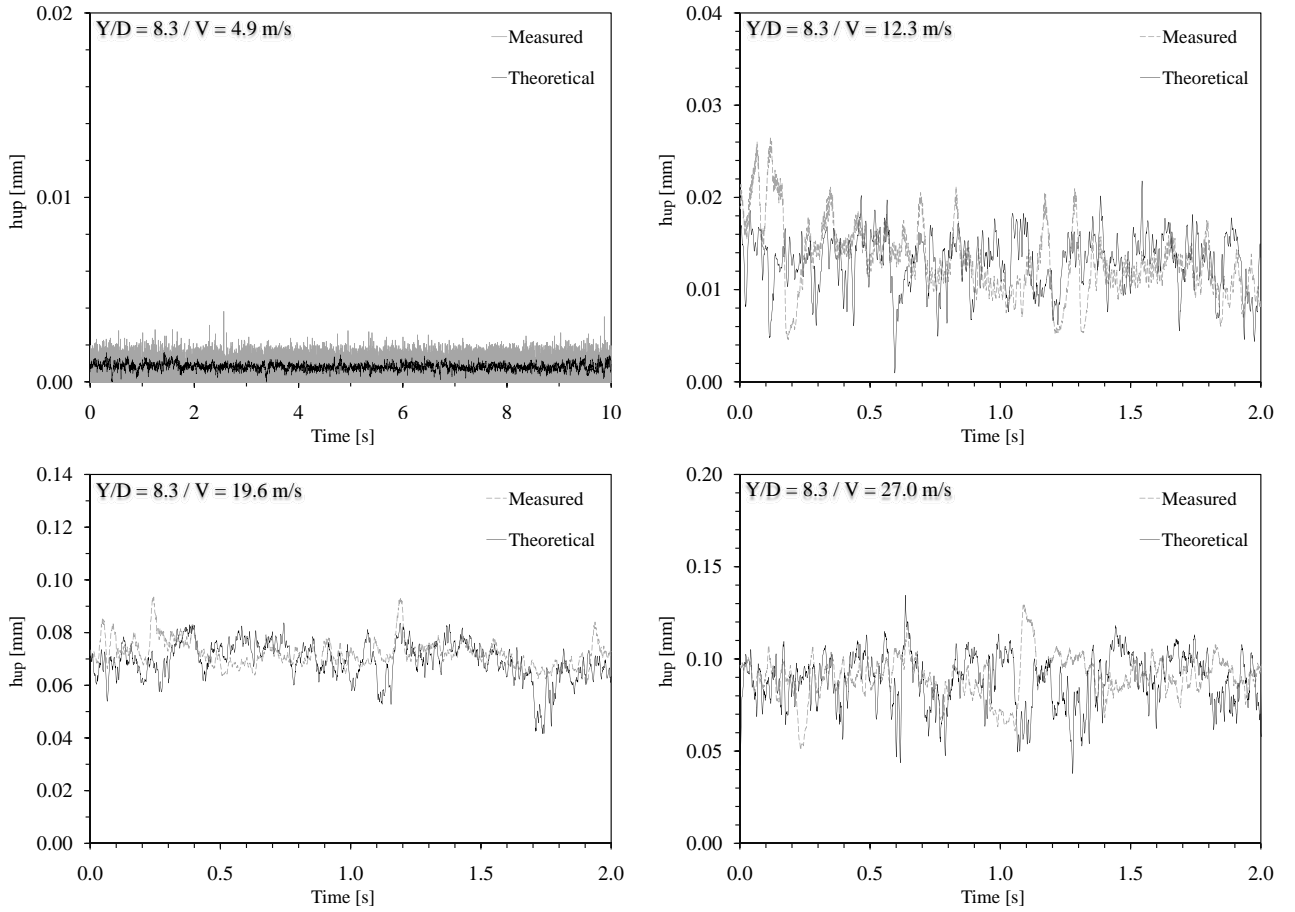 Y/D = 8.3 / V = 4.9 m/s
Measured
Theoretical
0.02
0.01
0.00
hup [mm]
0 2 4 6 8 10
Time [s]
Y/D = 8.3 / V = 12.3 m/s
Measured
Theoretical
0.04
0.03
0.02
0.01
0.00
hup [mm]
0.0 0.5 1.0 1.5 2.0
Time [s]
Y/D = 8.3 / V = 19.6 m/s
Measured
Theoretical
0.14
0.12
0.10
0.08
0.06
0.04
0.02
0.00
hup [mm]
0.0 0.5 1.0 1.5 2.0
Time [s]
Y/D = 8.3 / V = 27.0 m/s
Measured
Theoretical
0.20
0.15
0.10
0.05
0.00
hup [mm]
0.0 0.5 1.0 1.5 2.0
Time [s]